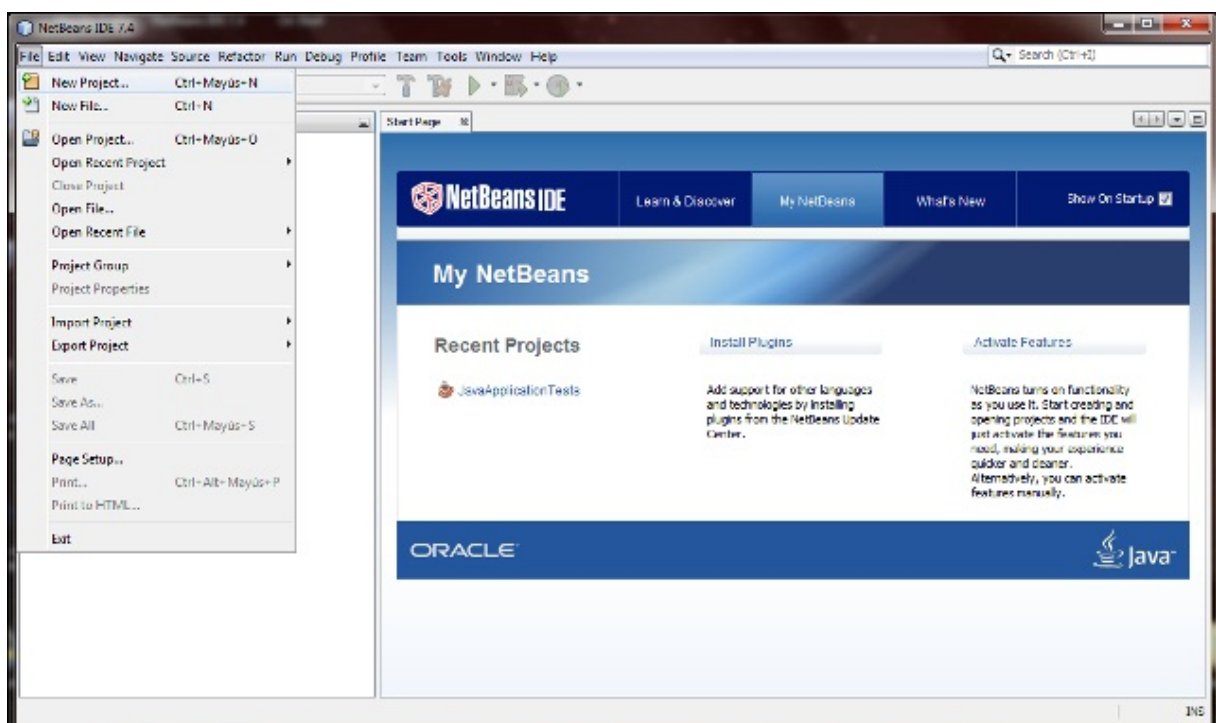 NetBeans IDE 7.4
File Edit View Navigate Source Refactor Run Debug Profile Team Tools Window Help
Search (Ctrl+I)
New Project... Ctrl+Mayús+N
New File... Ctrl+N
Open Project... Ctrl+Mayús+O
Open Recent Project
Close Project
Open File...
Open Recent File
Project Group
Project Properties
Import Project
Export Project
Save Ctrl+S
Save As...
Save All Ctrl+Mayús+S
Page Setup...
Print... Ctrl+Alt+Mayús+P
Print to HTML...
Exit
Start Page
NetBeans IDE
Learn & Discover
My NetBeans
What's New
Show On Startup
My NetBeans
Recent Projects
JavaApplicationTests
Install Plugins
Add support for other languages
and technologies by installing
plugins from the NetBeans Update
Center.
Activate Features
NetBeans turns on functionality
as you use it. Start creating and
opening projects and the IDE will
just activate the features you
need, making your experience
quicker and cleaner.
Alternatively, you can activate
features manually.
ORACLE
Java
INS